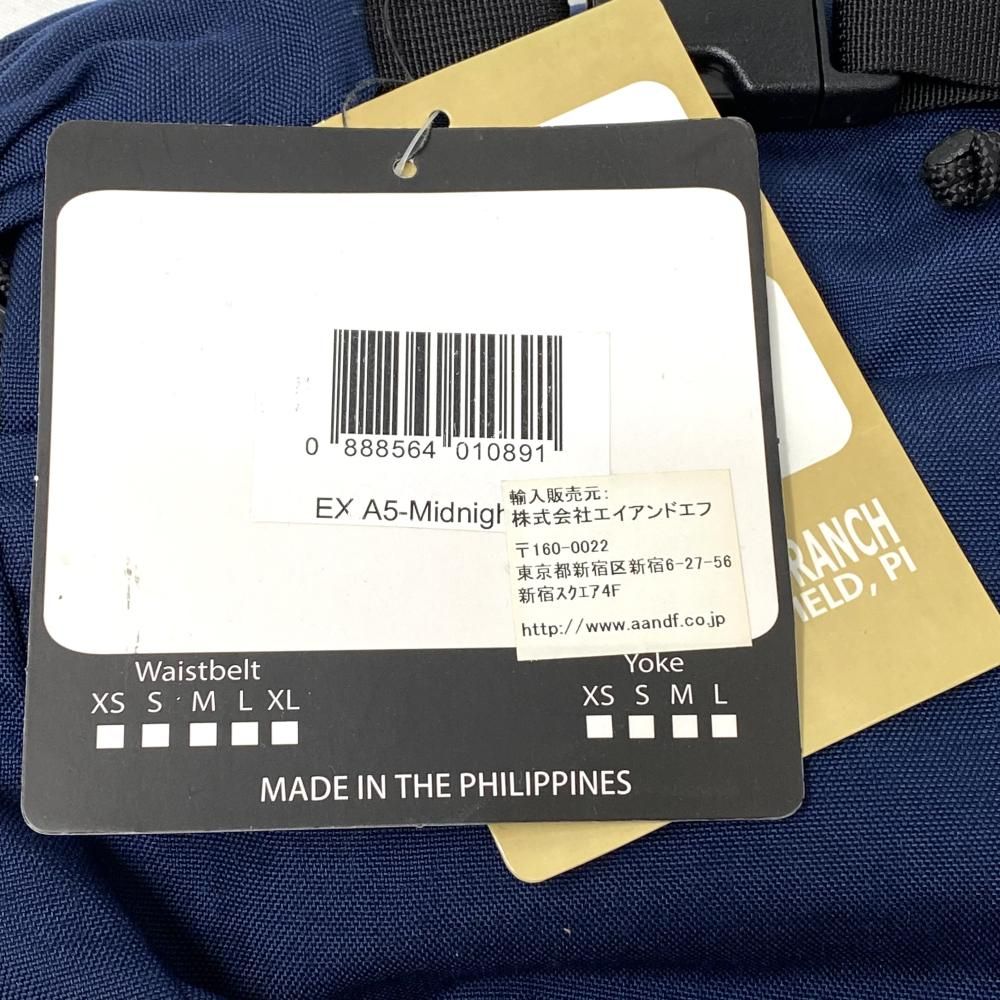 0 888564 010891
EX A5-Midnigh
輸入販売元:
株式会社エイアンドエフ
〒160-0022
東京都新宿区新宿6-27-56
新宿スクエア4F
http://www.aandf.co.jp
RANCH
IELD, PI
Waistbelt
XS S M L XL
Yoke
XS S M L
MADE IN THE PHILIPPINES